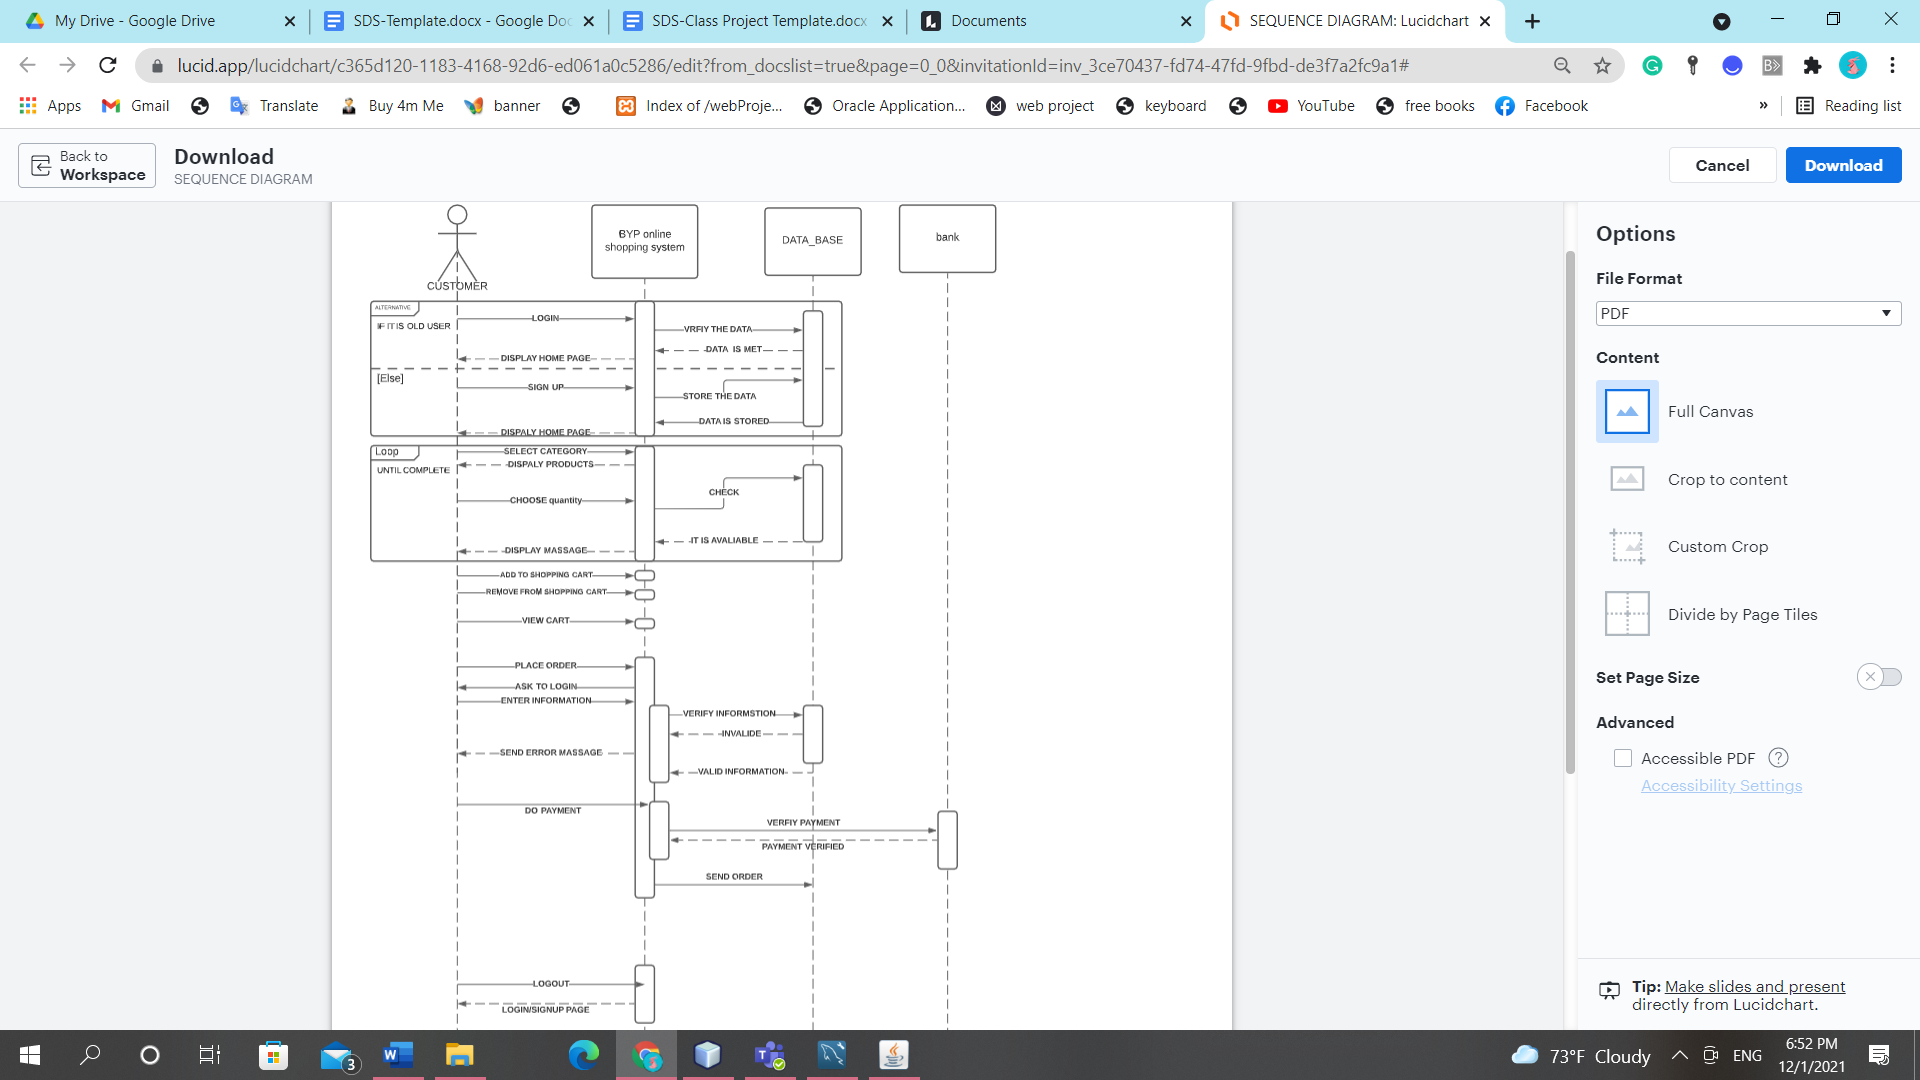 My Drive - Google Drive
SDS-Template.docx - Google Doc
SDS-Class Project Template.docx
Documents
SEQUENCE DIAGRAM: Lucidchart
lucid.app/lucidchart/c365d120-1183-4168-92d6-ed061a0c5286/edit?from_docslist=true&page=0_0&invitationId=inv_3ce70437-fd74-47fd-9fbd-de3f7a2fc9a1#
Apps
Gmail
Translate
Buy 4m Me
banner
Index of /webProje...
Oracle Application...
web project
keyboard
YouTube
free books
Facebook
»
Reading list
Back to
Workspace
Download
SEQUENCE DIAGRAM
Cancel
Download
CUSTOMER
BYP online
shopping system
DATA_BASE
bank
ALTERNATIVE
IF IT IS OLD USER
LOGIN
VRFIY THE DATA
DATA IS MET
DISPLAY HOME PAGE
[Else]
SIGN UP
STORE THE DATA
DATA IS STORED
DISPALY HOME PAGE
Loop
SELECT CATEGORY
UNTIL COMPLETE
DISPALY PRODUCTS
CHOOSE quantity
CHECK
IT IS AVALIABLE
DISPLAY MASSAGE
ADD TO SHOPPING CART
REMOVE FROM SHOPPING CART
VIEW CART
PLACE ORDER
ASK TO LOGIN
ENTER INFORMATION
VERIFY INFORMSTION
INVALIDE
SEND ERROR MASSAGE
VALID INFORMATION
DO PAYMENT
VERFIY PAYMENT
PAYMENT VERIFIED
SEND ORDER
LOGOUT
LOGIN/SIGNUP PAGE
Options
File Format
PDF
Content
Full Canvas
Crop to content
Custom Crop
Divide by Page Tiles
Set Page Size
Advanced
Accessible PDF
?
Accessibility Settings
Tip: Make slides and present
directly from Lucidchart.
3
73°F Cloudy
ENG
6:52 PM
12/1/2021